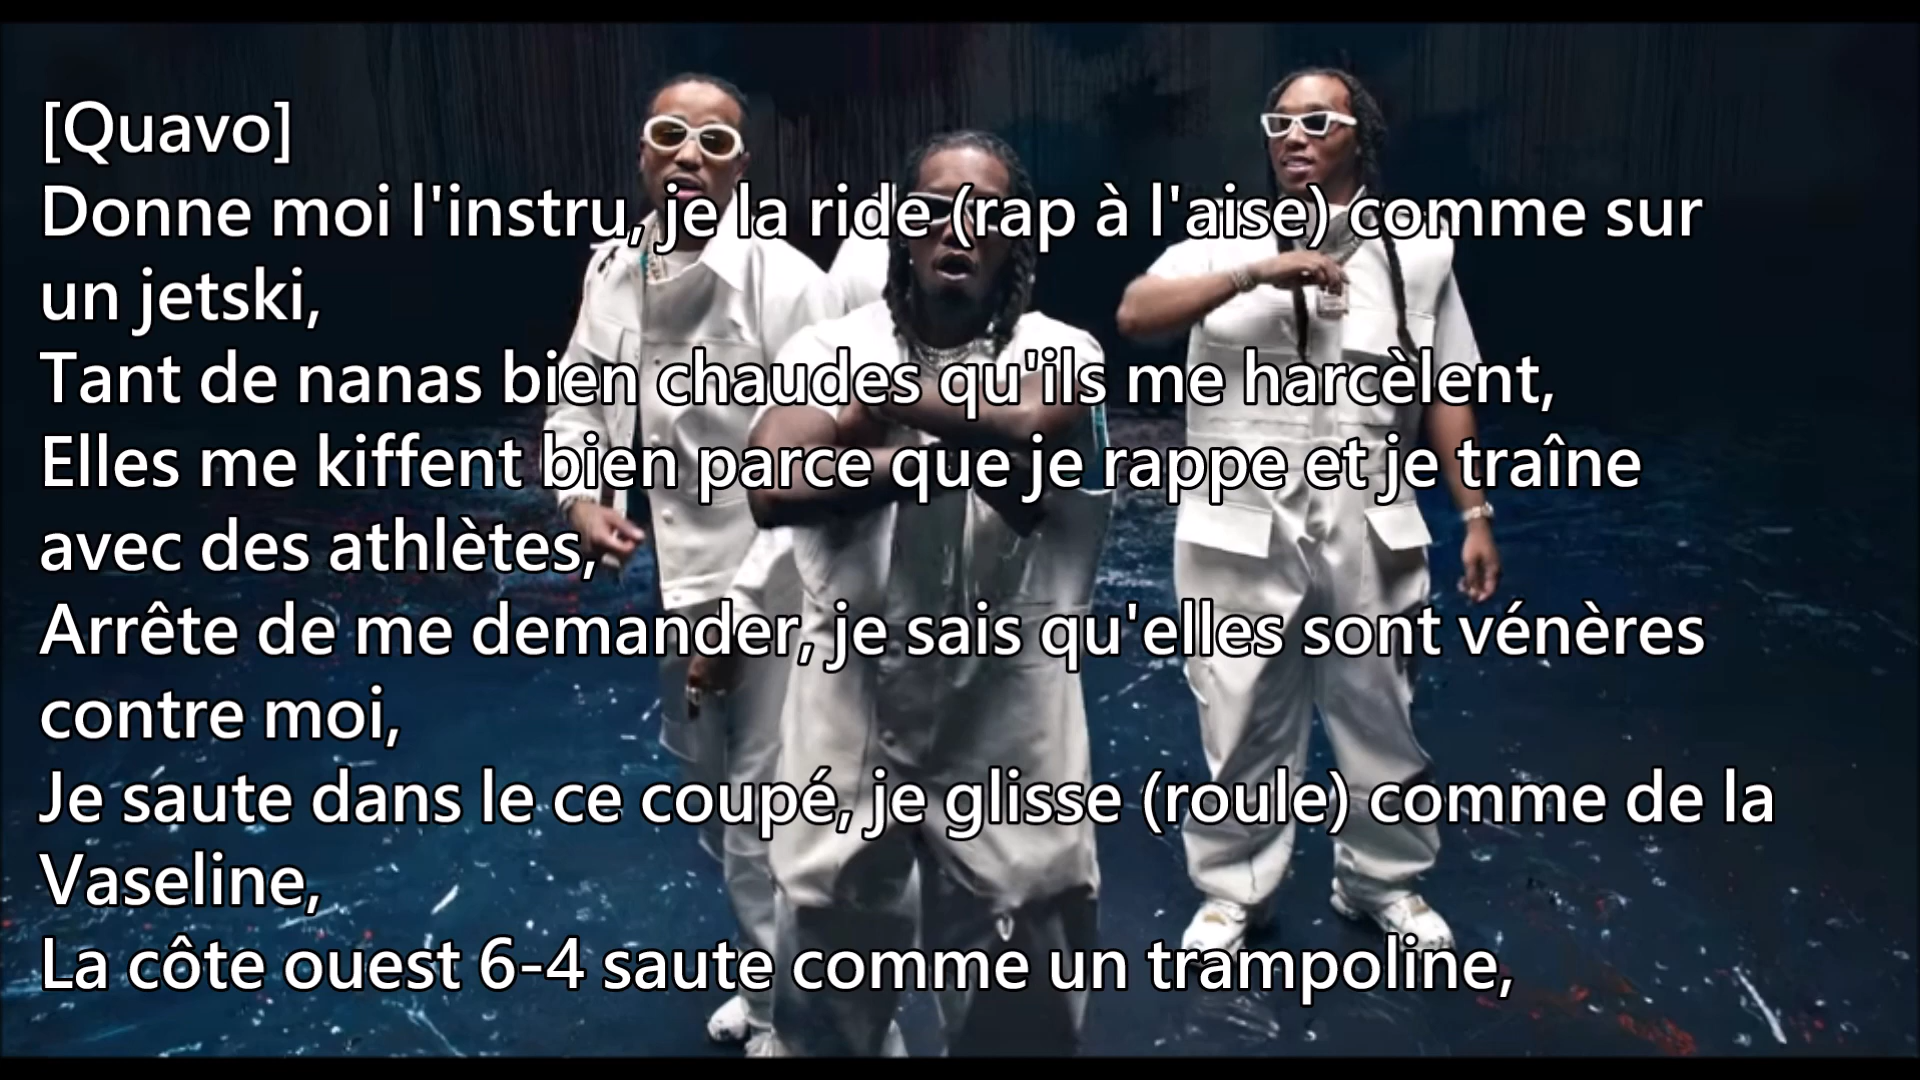 [Quavo]
Donne moi l'instru, je la ride (rap à l'aise) comme sur
un jetski,
Tant de nanas bien chaudes qu'ils me harcèlent,
Elles me kiffent bien parce que je rappe et je traîne
avec des athlètes,
Arrête de me demander, je sais qu'elles sont vénères
contre moi,
Je saute dans le ce coupé, je glisse (roule) comme de la
Vaseline,
La côte ouest 6-4 saute comme un trampoline,